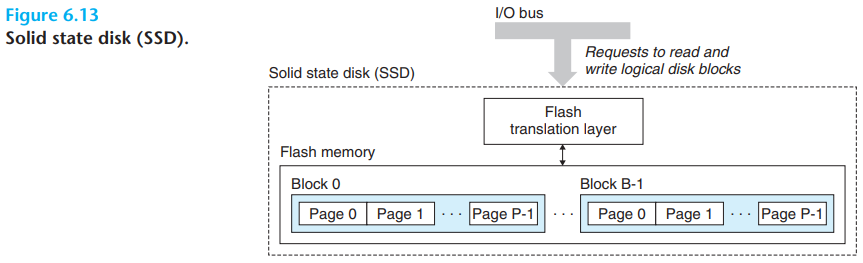 Figure 6.13
Solid state disk (SSD).
I/O bus
Requests to read and
write logical disk blocks
Solid state disk (SSD)
Flash
translation layer
Flash memory
Block 0
Block B-1
Page 0 Page 1 · · · Page P-1 · · · Page 0 Page 1 · · · Page P-1